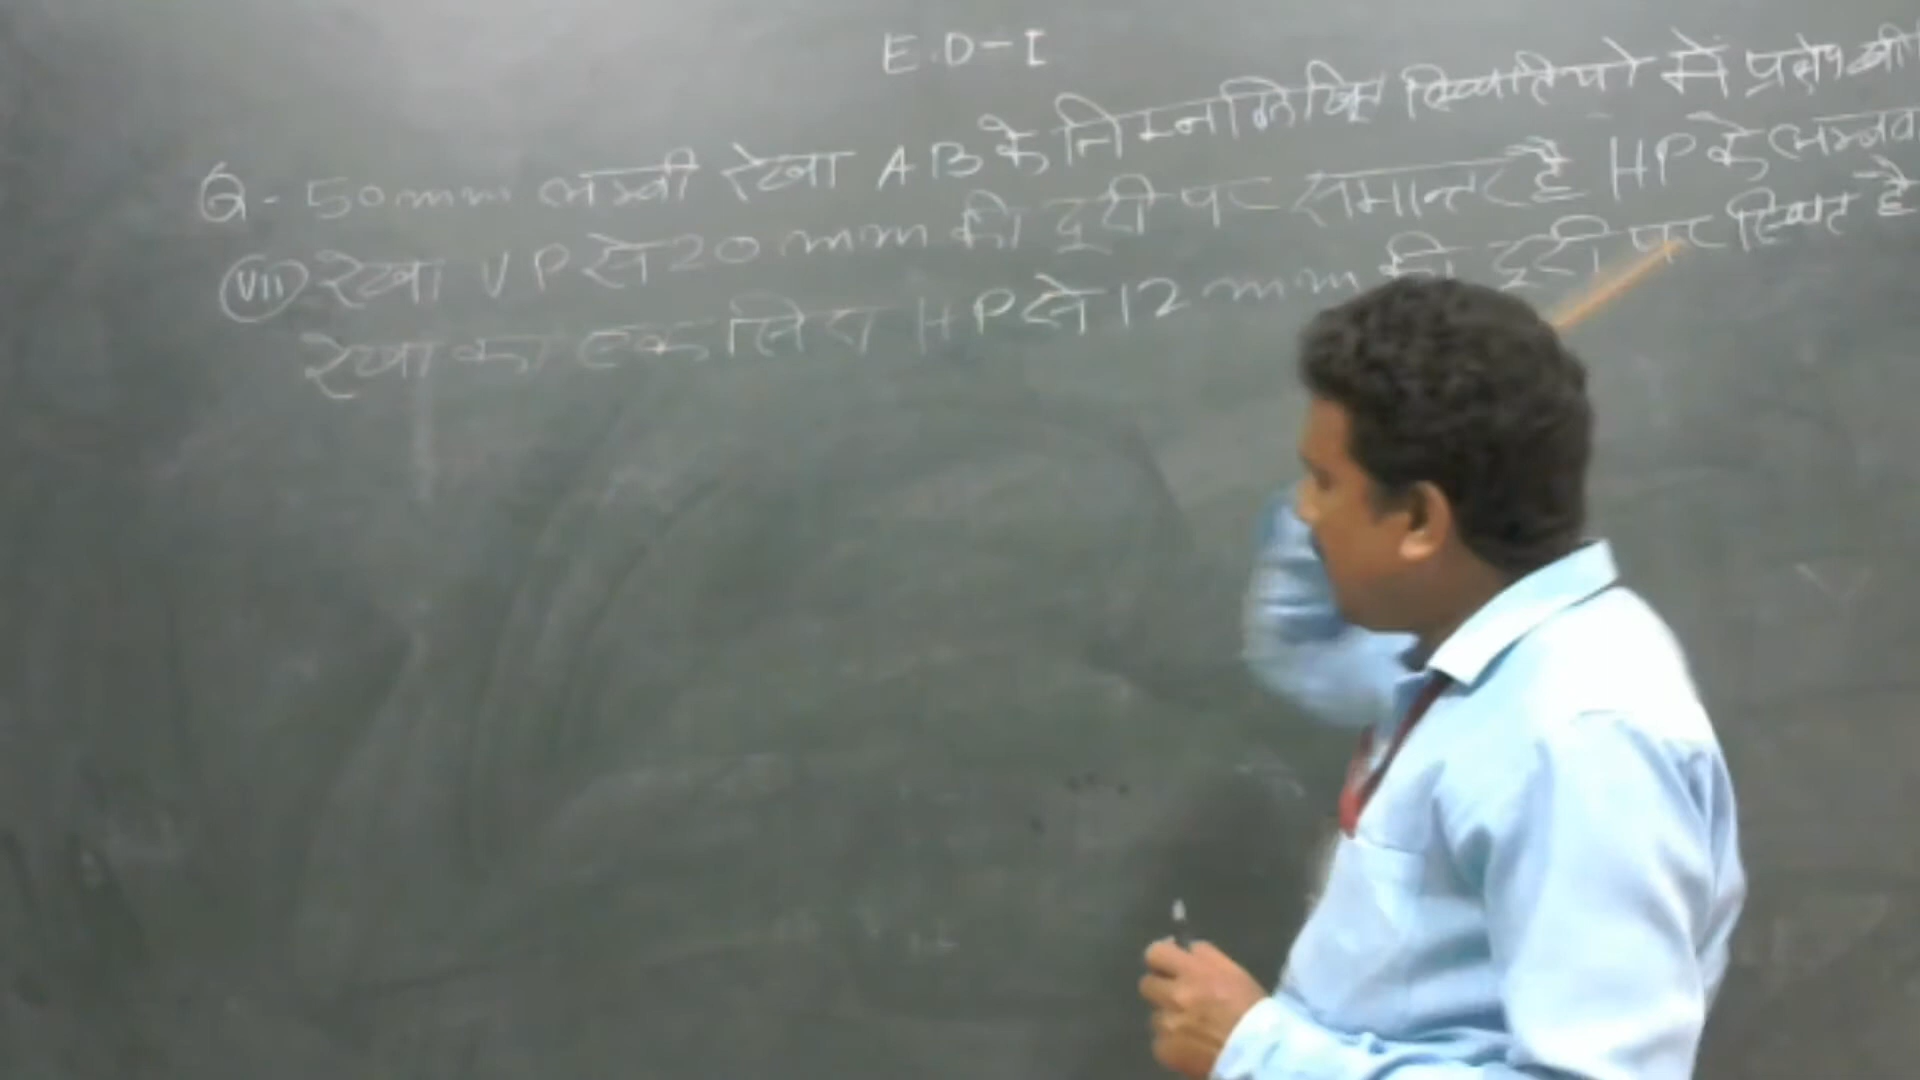 E.D-I
Q- 50mm लम्बी रेखा AB के निम्नलिखित स्थितियो में प्रक्षेप खी
VII रेखा VP से 20 mm की दूरी पर समान्तर है HP के लम्बव
रेखा का एक सिरा HP से 12 mm की दूरी पर स्थित है